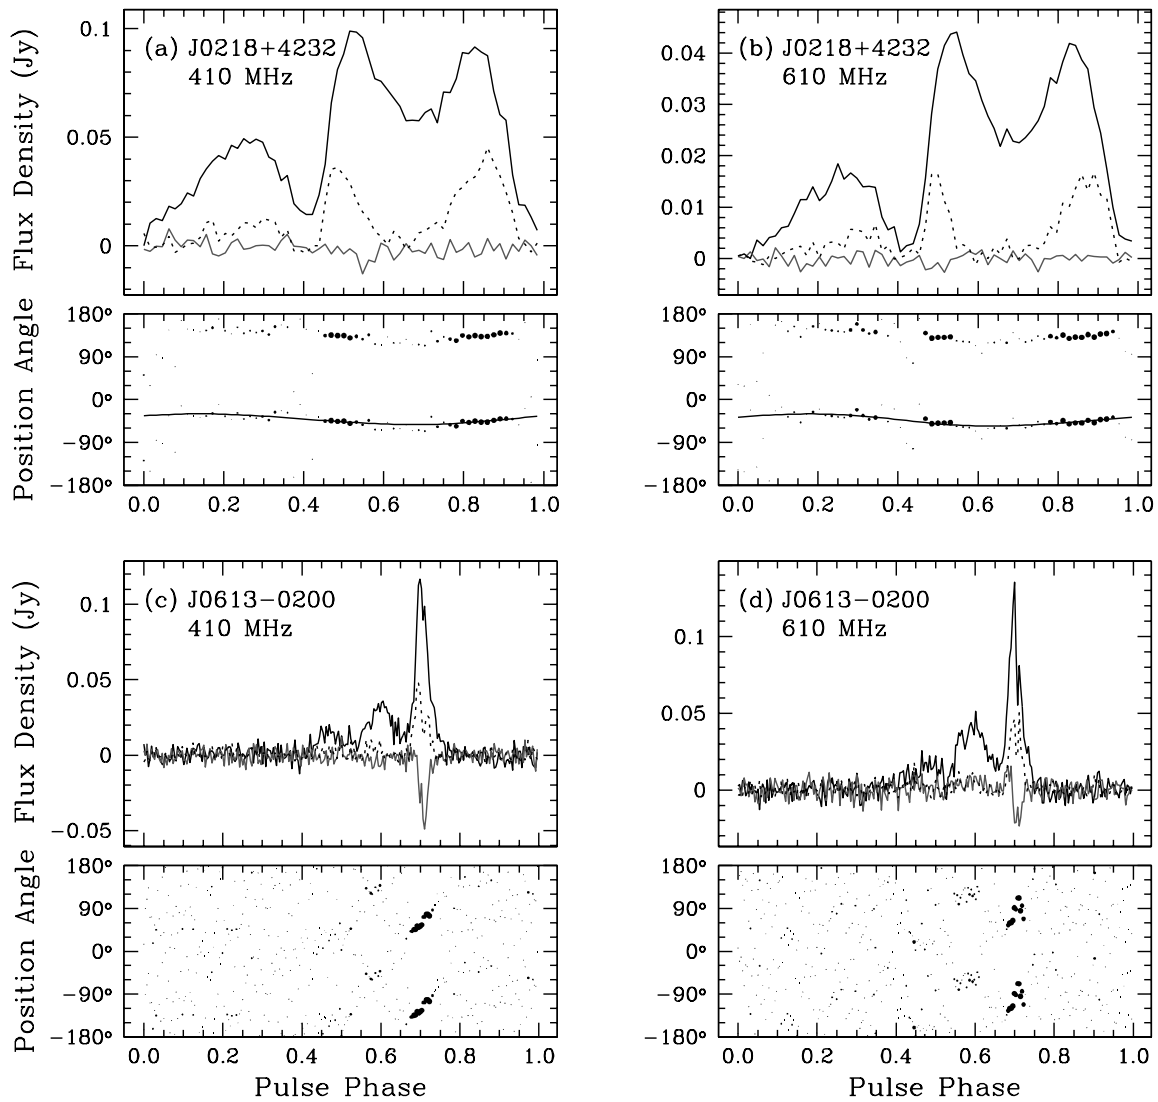 Flux Density (Jy)
0.1
0.05
0
(a) J0218+4232
410 MHz
0.04
0.03
0.02
0.01
0
(b) J0218+4232
610 MHz
Position Angle
180°
90°
0°
−90°
−180°
0.0 0.2 0.4 0.6 0.8 1.0
180°
90°
0°
−90°
−180°
0.0 0.2 0.4 0.6 0.8 1.0
Flux Density (Jy)
0.1
0.05
0
−0.05
(c) J0613−0200
410 MHz
0.1
0.05
0
(d) J0613−0200
610 MHz
Position Angle
180°
90°
0°
−90°
−180°
0.0 0.2 0.4 0.6 0.8 1.0
Pulse Phase
180°
90°
0°
−90°
−180°
0.0 0.2 0.4 0.6 0.8 1.0
Pulse Phase